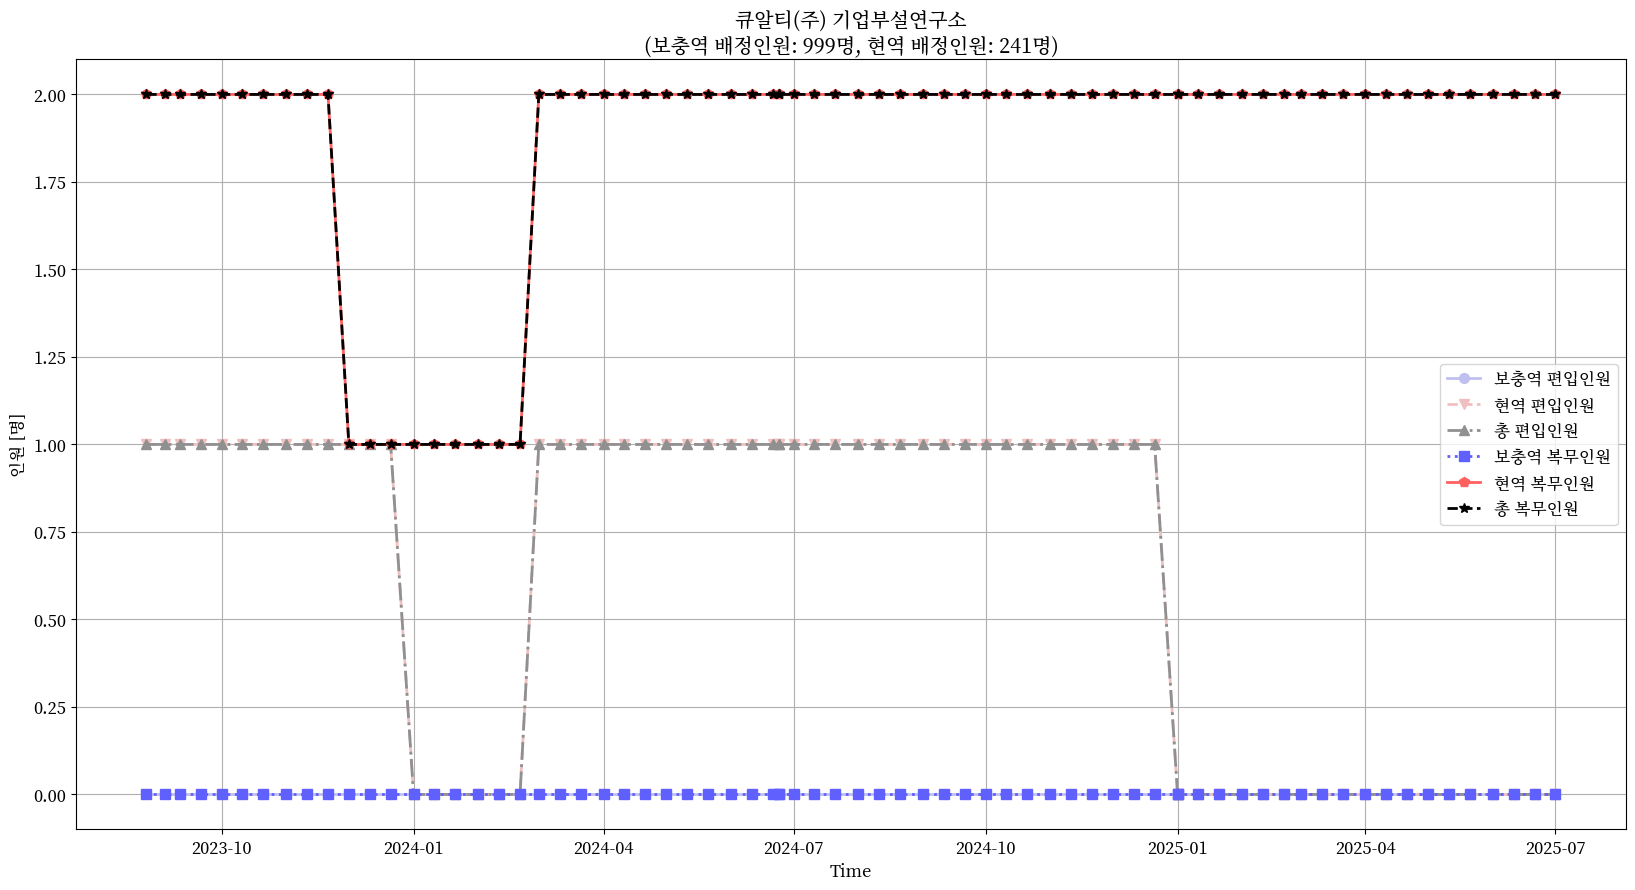 큐알티(주) 기업부설연구소
(보충역 배정인원: 999명, 현역 배정인원: 241명)
인원 [명]
2.00
1.75
1.50
1.25
1.00
0.75
0.50
0.25
0.00
보충역 편입인원
현역 편입인원
총 편입인원
보충역 복무인원
현역 복무인원
총 복무인원
2023-10
2024-01
2024-04
2024-07
2024-10
2025-01
2025-04
2025-07
Time